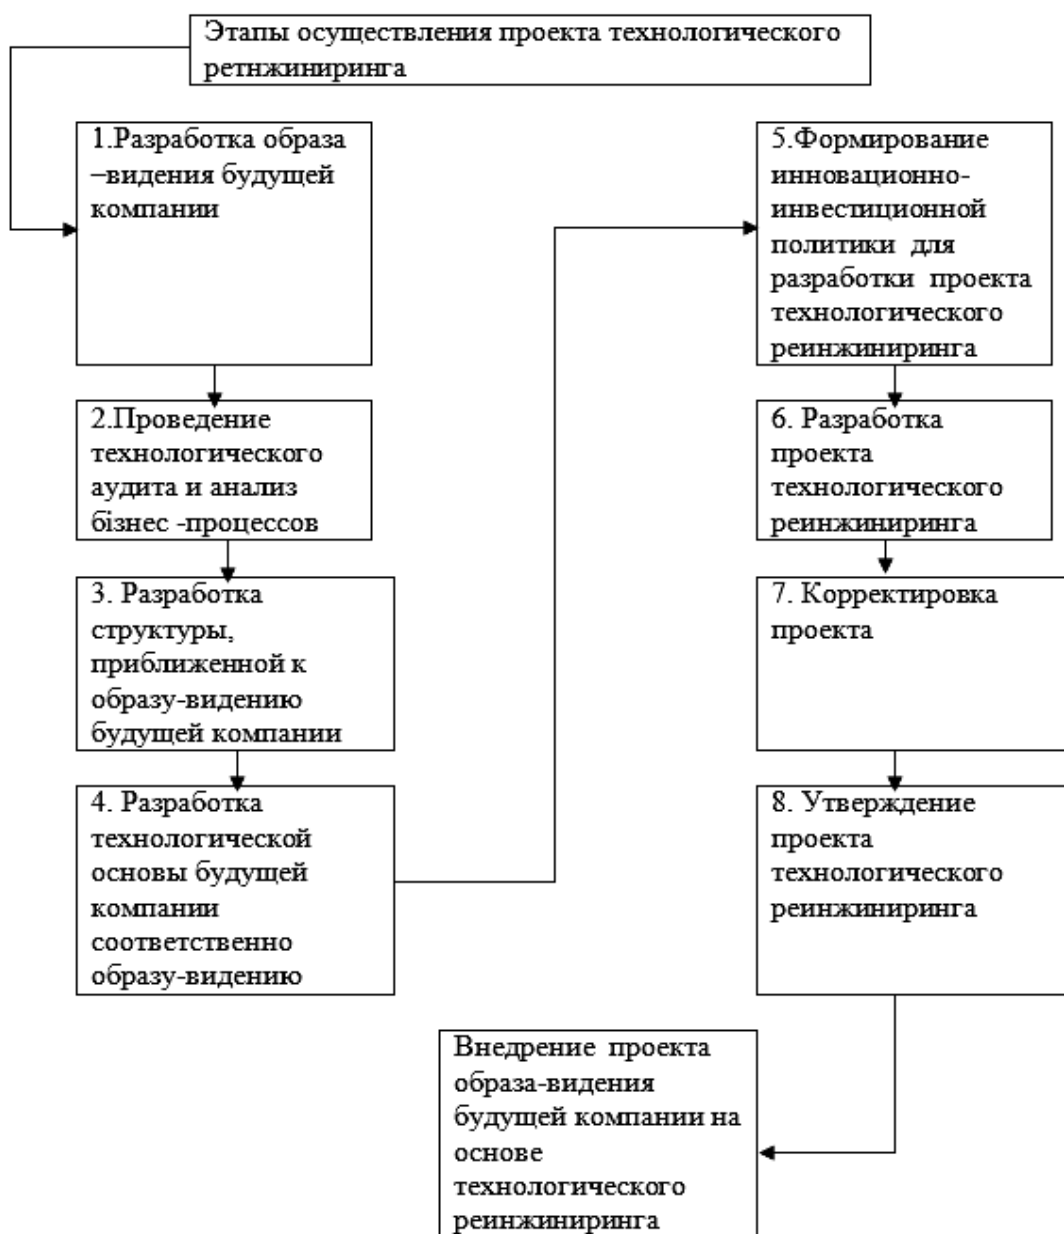 Этапы осуществления проекта технологического
ретнжиниринга
1.Разработка образа
–видения будущей
компании
2.Проведение
технологического
аудита и анализ
бізнес -процессов
3. Разработка
структуры,
приближенной к
образу-видению
будущей компании
4. Разработка
технологической
основы будущей
компании
соответственно
образу-видению
5.Формирование
инновационно-
инвестиционной
политики для
разработки проекта
технологического
реинжиниринга
6. Разработка
проекта
технологического
реинжиниринга
7. Корректировка
проекта
8. Утверждение
проекта
технологического
реинжиниринга
Внедрение проекта
образа-видения
будущей компании на
основе
технологического
реинжиниринга